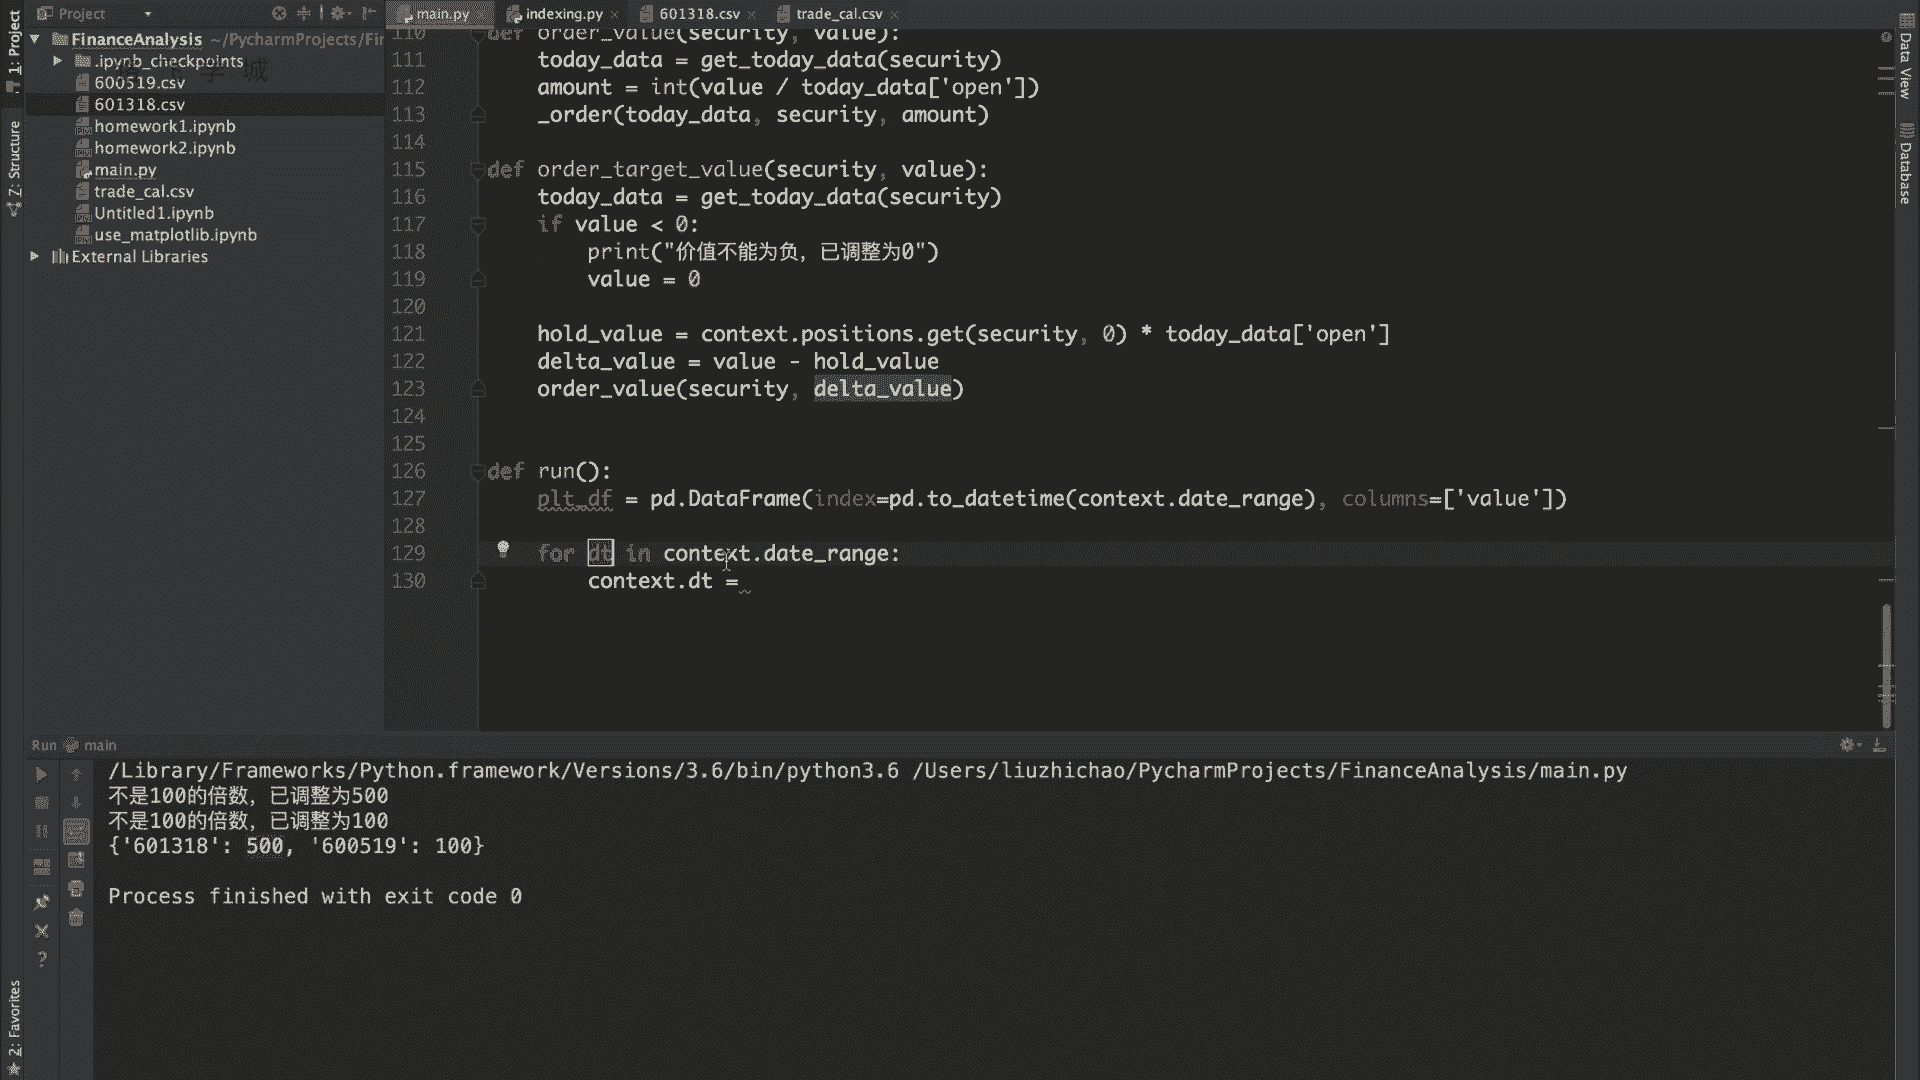 Project
main.py
indexing.py
601318.csv
trade_cal.csv
1: Project
Z: Structure
2: Favorites
Data View
Database
FinanceAnalysis ~/PycharmProjects/Fir
.ipynb_checkpoints
600519.csv
601318.csv
homework1.ipynb
homework2.ipynb
main.py
trade_cal.csv
Untitled1.ipynb
use_matplotlib.ipynb
External Libraries
110 def order_value(security, value):
111 today_data = get_today_data(security)
112 amount = int(value / today_data['open'])
113 _order(today_data, security, amount)
114
115 def order_target_value(security, value):
116 today_data = get_today_data(security)
117 if value < 0:
118 print("价值不能为负，已调整为0")
119 value = 0
120
121 hold_value = context.positions.get(security, 0) * today_data['open']
122 delta_value = value - hold_value
123 order_value(security, delta_value)
124
125
126 def run():
127 plt_df = pd.DataFrame(index=pd.to_datetime(context.date_range), columns=['value'])
128
129 for dt in context.date_range:
130 context.dt =
Run main
/Library/Frameworks/Python.framework/Versions/3.6/bin/python3.6 /Users/liuzhichao/PycharmProjects/FinanceAnalysis/main.py
不是100的倍数，已调整为500
不是100的倍数，已调整为100
{'601318': 500, '600519': 100}
Process finished with exit code 0